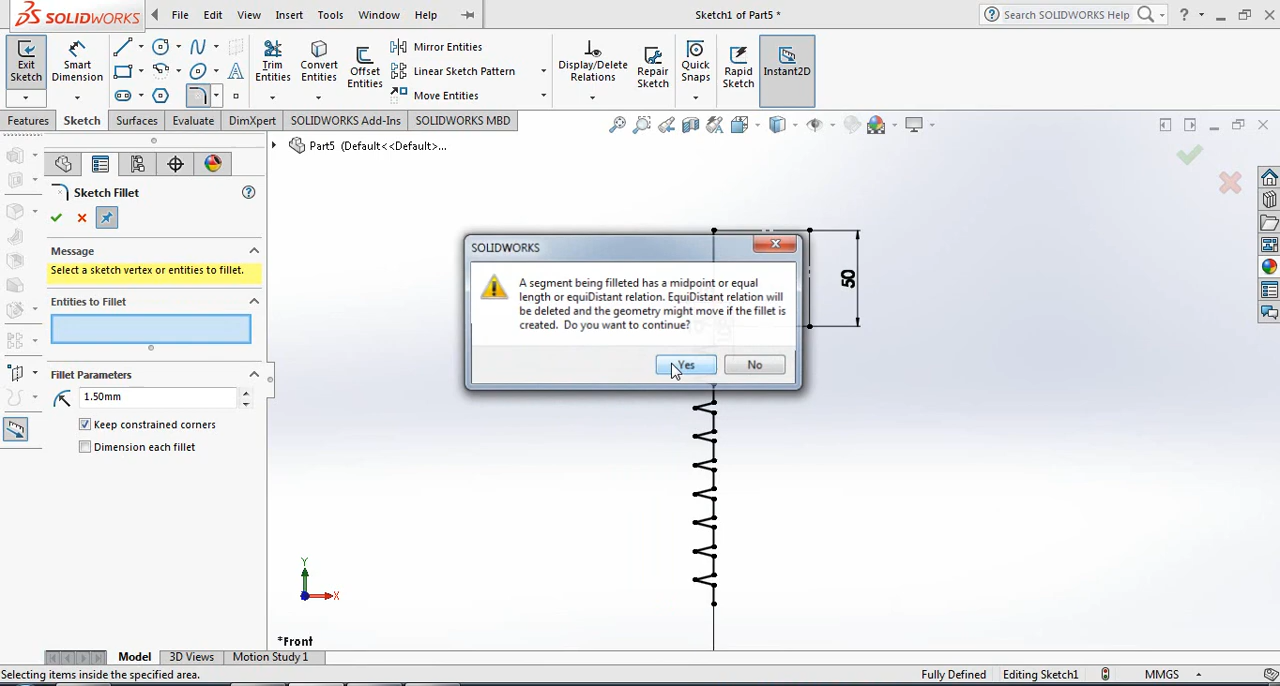 SOLIDWORKS
File Edit View Insert Tools Window Help
Sketch1 of Part5 *
Search SOLIDWORKS Help
?
Exit Sketch
Smart Dimension
Trim Entities
Convert Entities
Offset Entities
Mirror Entities
Linear Sketch Pattern
Move Entities
Display/Delete Relations
Repair Sketch
Quick Snaps
Rapid Sketch
Instant2D
Features Sketch Surfaces Evaluate DimXpert SOLIDWORKS Add-Ins SOLIDWORKS MBD
Part5 (Default<<Default>...
Sketch Fillet
Message
Select a sketch vertex or entities to fillet.
Entities to Fillet
Fillet Parameters
1.50mm
Keep constrained corners
Dimension each fillet
SOLIDWORKS
A segment being filleted has a midpoint or equal
length or equiDistant relation. EquiDistant relation will
be deleted and the geometry might move if the fillet is
created. Do you want to continue?
Yes No
50
Y
X
*Front
Model 3D Views Motion Study 1
Selecting items inside the specified area.
Fully Defined Editing Sketch1 MMGS